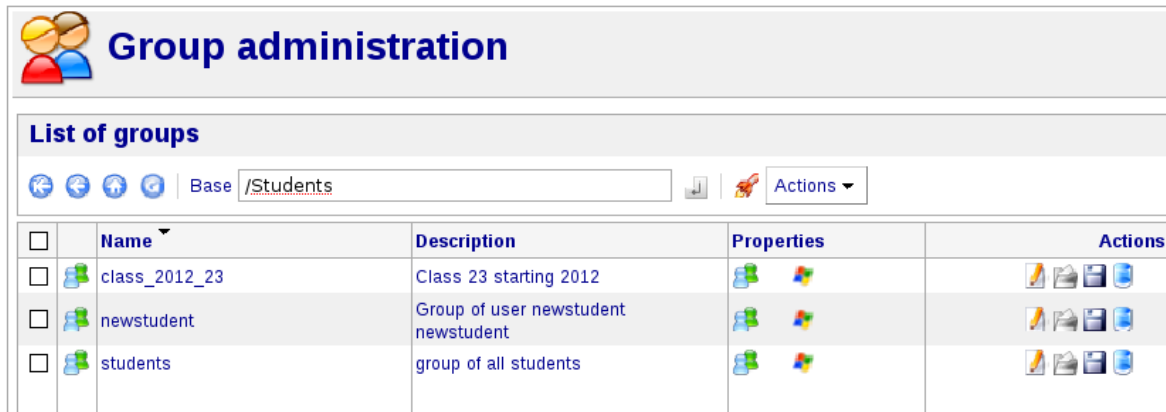 Group administration
List of groups
Base /Students Actions
Name Description Properties Actions
class_2012_23 Class 23 starting 2012
newstudent Group of user newstudent
newstudent
students group of all students